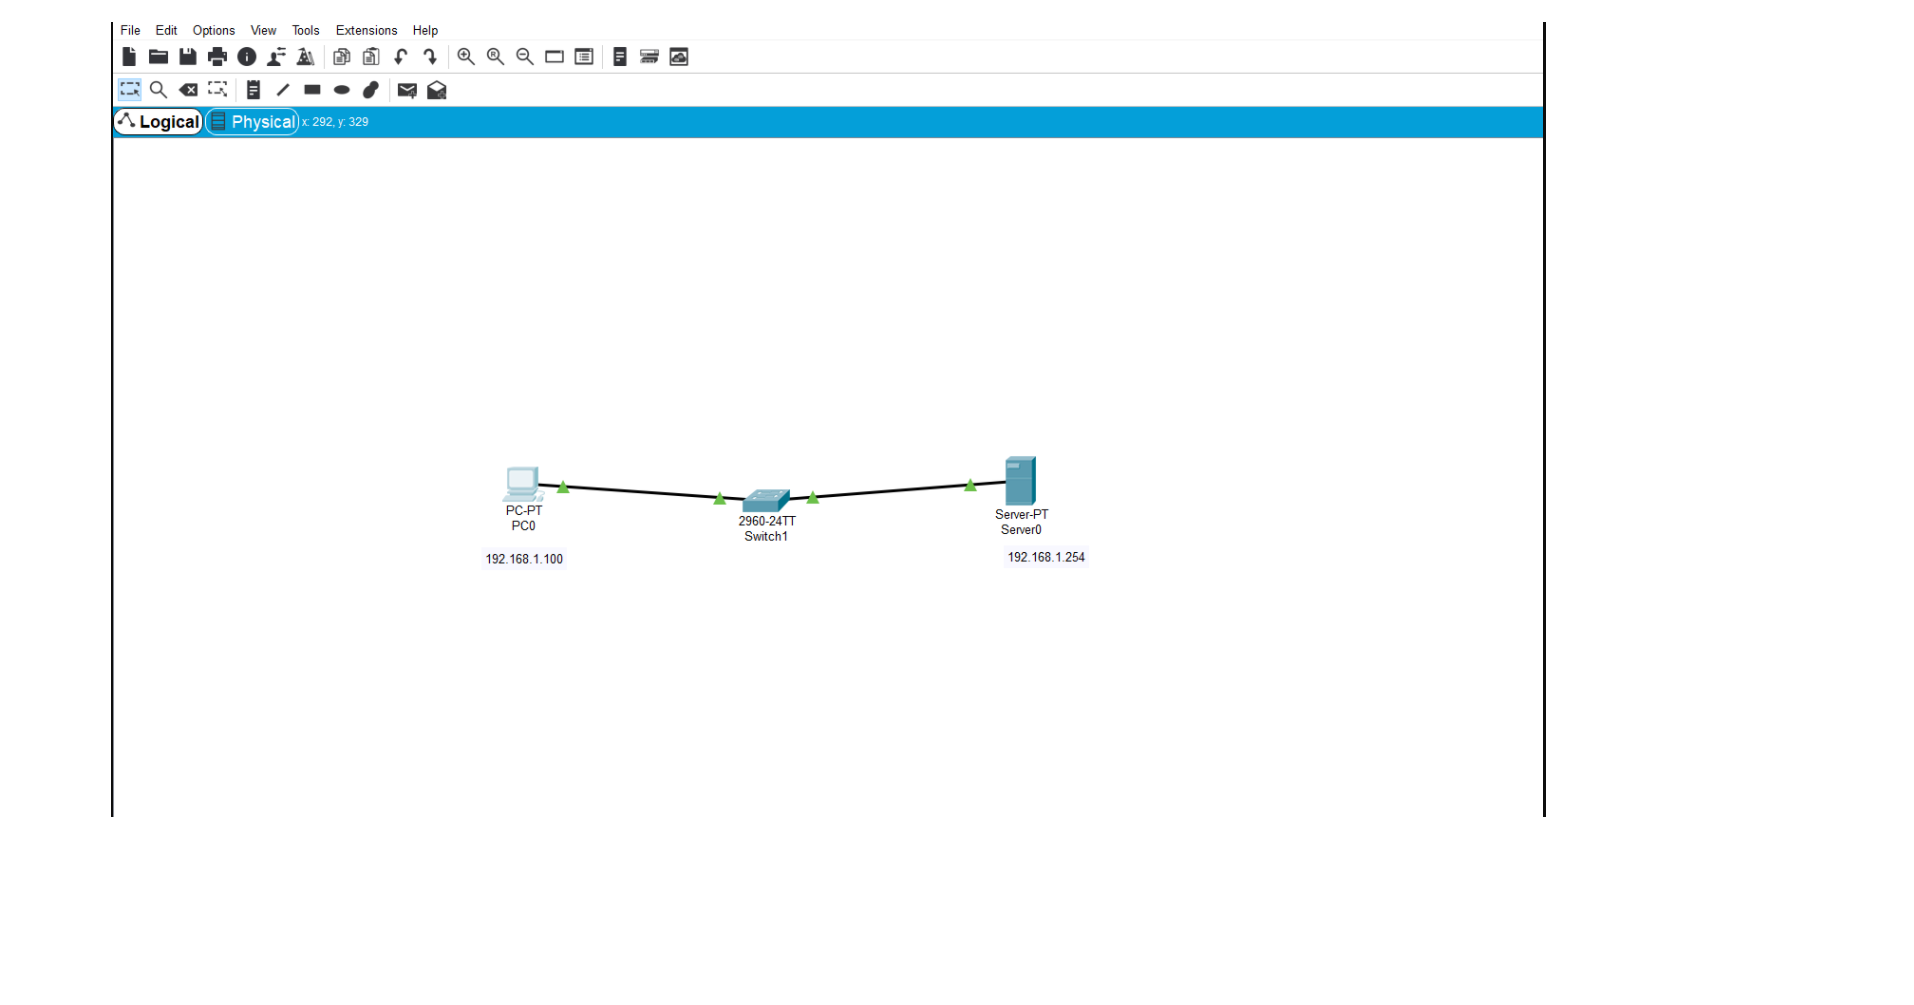 File Edit Options View Tools Extensions Help
Logical Physical x: 292, y: 329
PC-PT
PC0
192.168.1.100
2960-24TT
Switch1
Server-PT
Server0
192.168.1.254